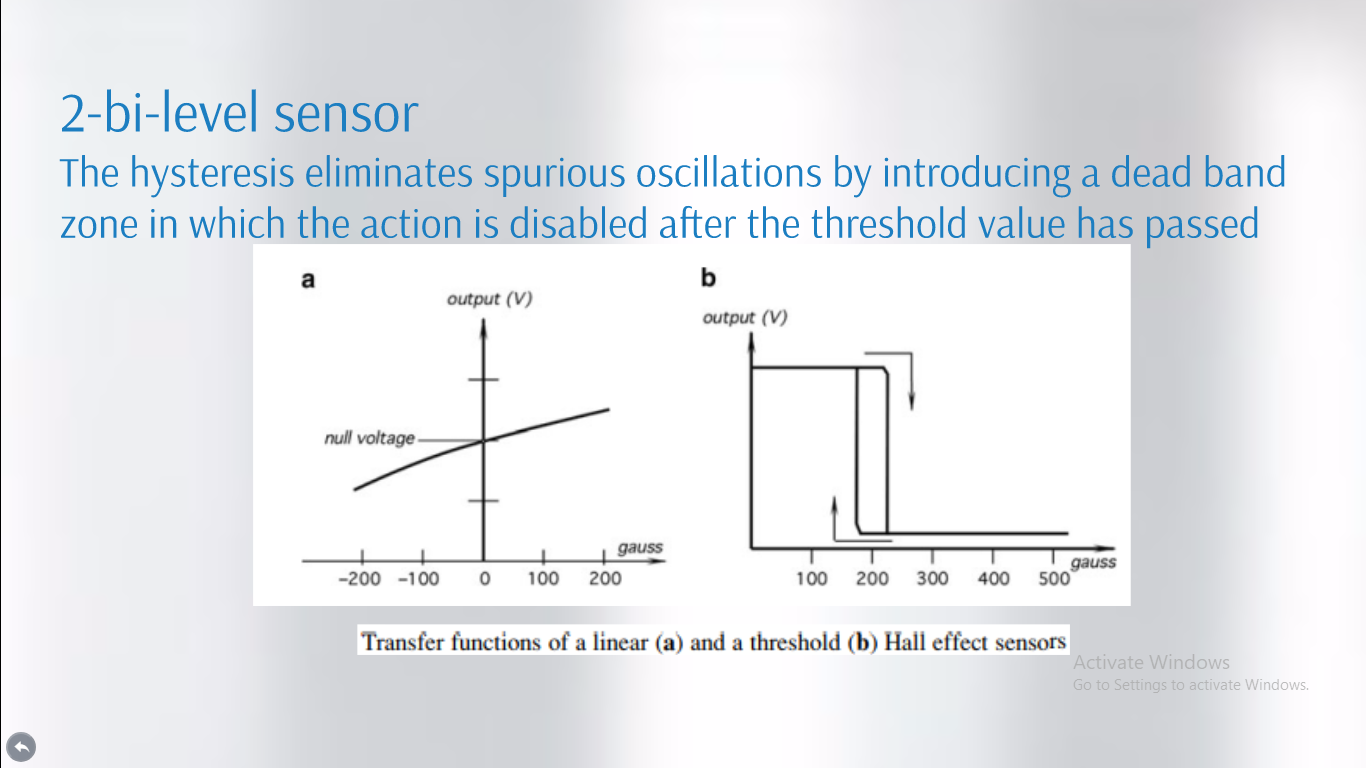 2-bi-level sensor
The hysteresis eliminates spurious oscillations by introducing a dead band
zone in which the action is disabled after the threshold value has passed
a
output (V)
null voltage
gauss
-200 -100 0 100 200
b
output (V)
gauss
100 200 300 400 500
Transfer functions of a linear (a) and a threshold (b) Hall effect sensors
Activate Windows
Go to Settings to activate Windows.